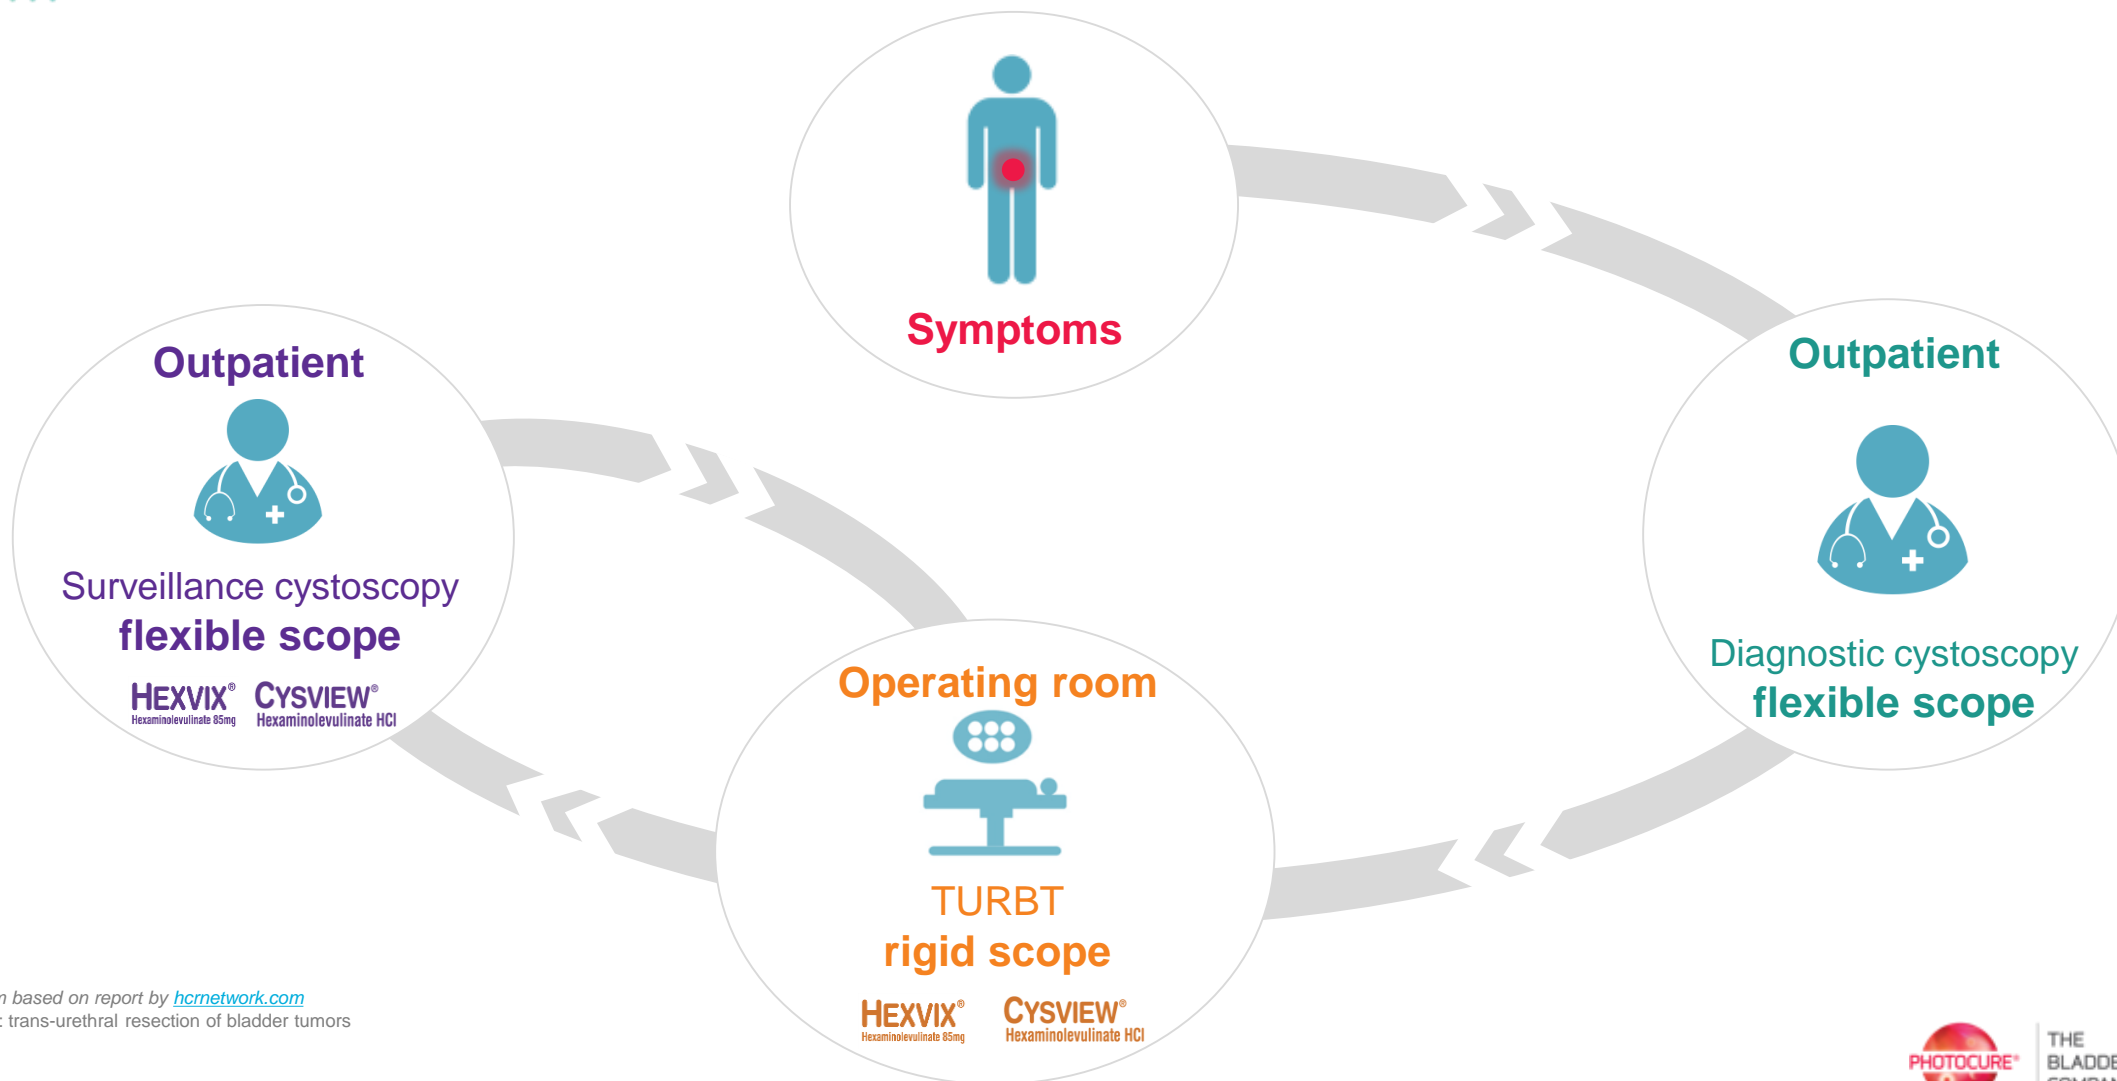 Symptoms
Outpatient
Diagnostic cystoscopy
flexible scope
Outpatient
Surveillance cystoscopy
flexible scope
HEXVIX® CYSVIEW®
Hexaminolevulinate 85mg Hexaminolevulinate HCl
Operating room
TURBT
rigid scope
HEXVIX® CYSVIEW®
Hexaminolevulinate 85mg Hexaminolevulinate HCl
based on report by hcrnetwork.com
: trans-urethral resection of bladder tumors
PHOTOCURE®
THE